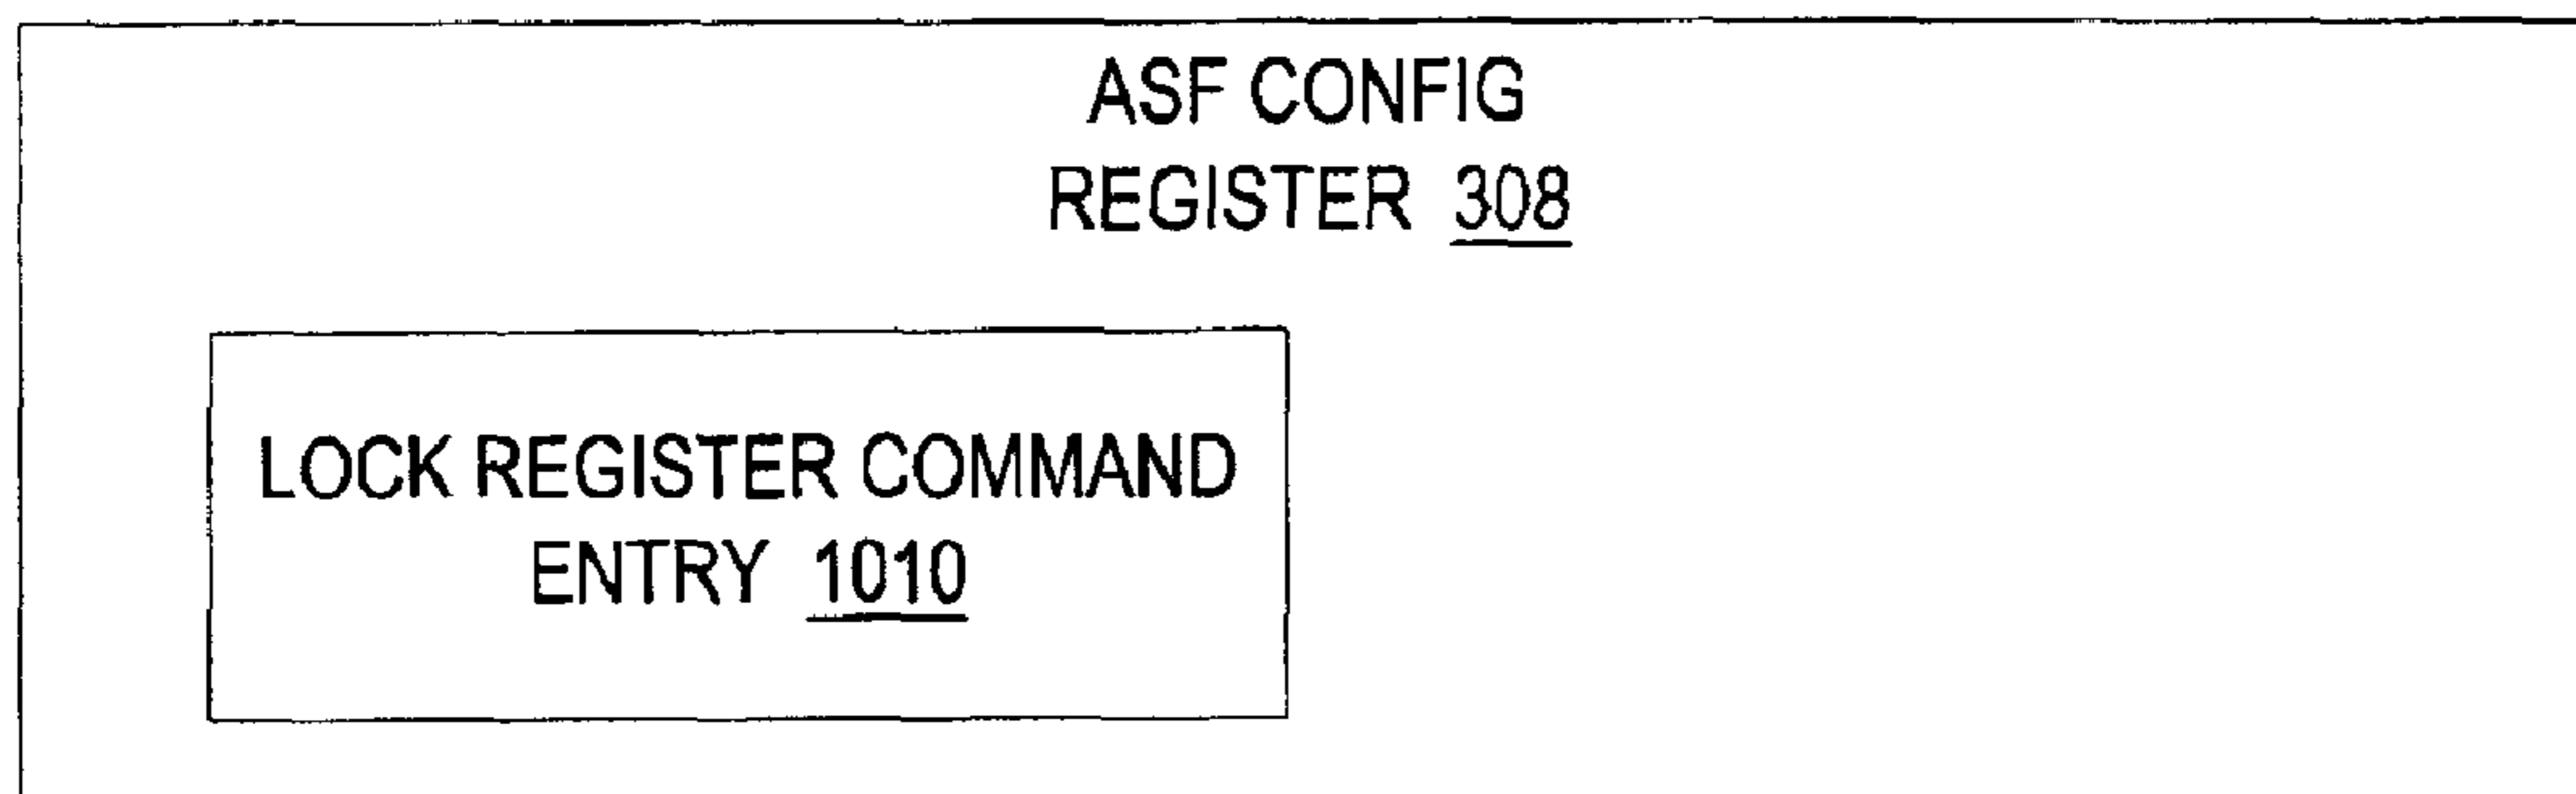 ASF CONFIG
REGISTER 308
LOCK REGISTER COMMAND
ENTRY 1010